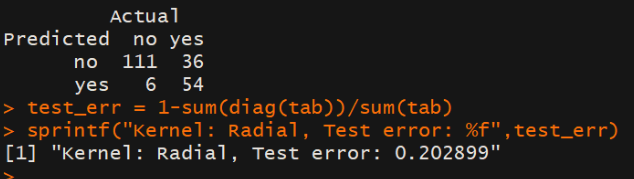 Actual
Predicted no yes
no 111 36
yes 6 54
> test_err = 1-sum(diag(tab))/sum(tab)
> sprintf("Kernel: Radial, Test error: %f",test_err)
[1] "Kernel: Radial, Test error: 0.202899"
>